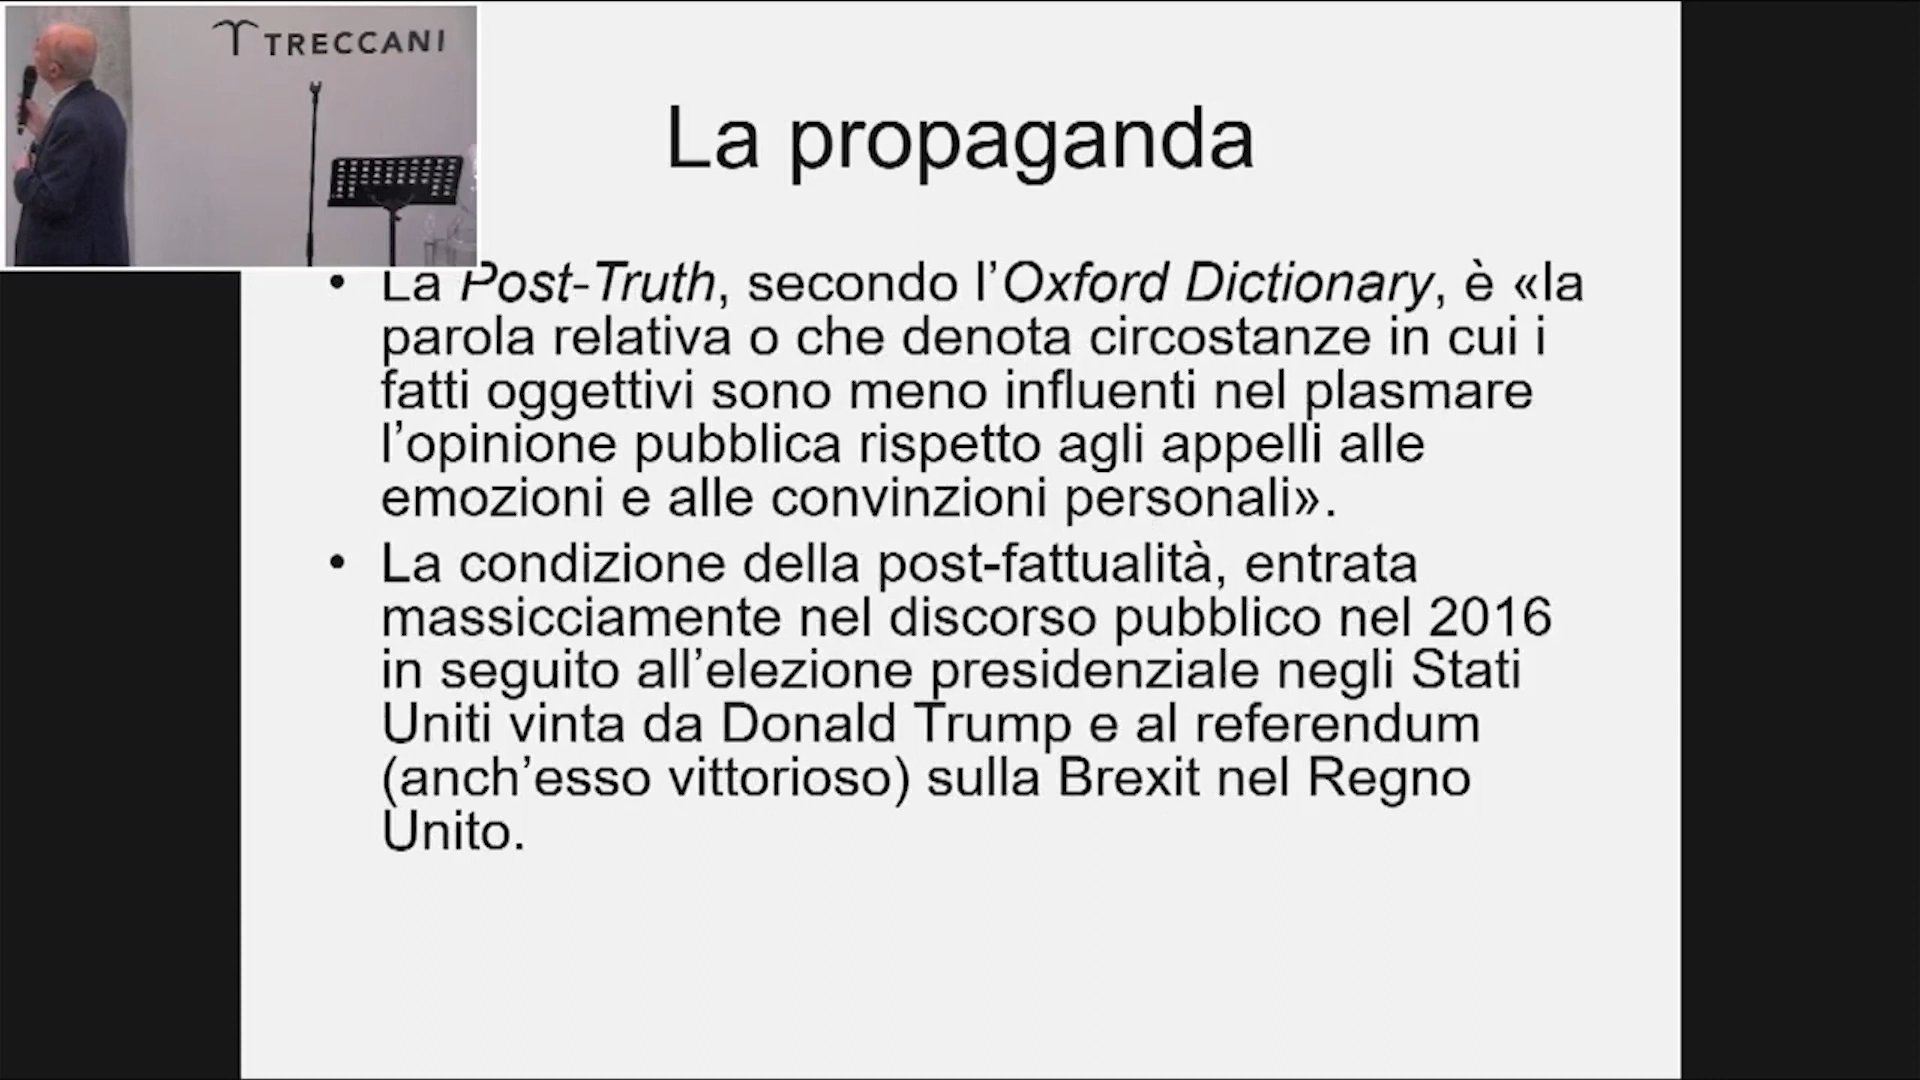 TRECCANI
La propaganda
• La Post-Truth, secondo l’Oxford Dictionary, è «la
parola relativa o che denota circostanze in cui i
fatti oggettivi sono meno influenti nel plasmare
l’opinione pubblica rispetto agli appelli alle
emozioni e alle convinzioni personali».
• La condizione della post-fattualità, entrata
massicciamente nel discorso pubblico nel 2016
in seguito all’elezione presidenziale negli Stati
Uniti vinta da Donald Trump e al referendum
(anch’esso vittorioso) sulla Brexit nel Regno
Unito.